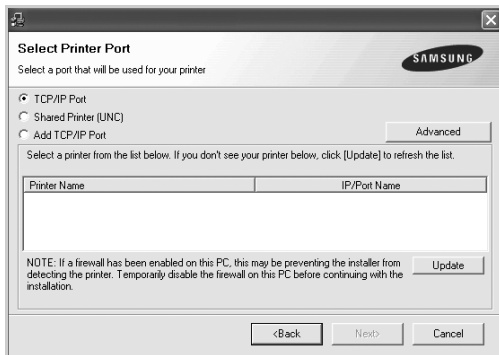 Select Printer Port
Select a port that will be used for your printer
SAMSUNG
TCP/IP Port
Shared Printer (UNC)
Add TCP/IP Port
Advanced
Select a printer from the list below. If you don't see your printer below, click [Update] to refresh the list.
Printer Name IP/Port Name
NOTE: If a firewall has been enabled on this PC, this may be preventing the installer from
detecting the printer. Temporarily disable the firewall on this PC before continuing with the
installation.
Update
<Back Next> Cancel